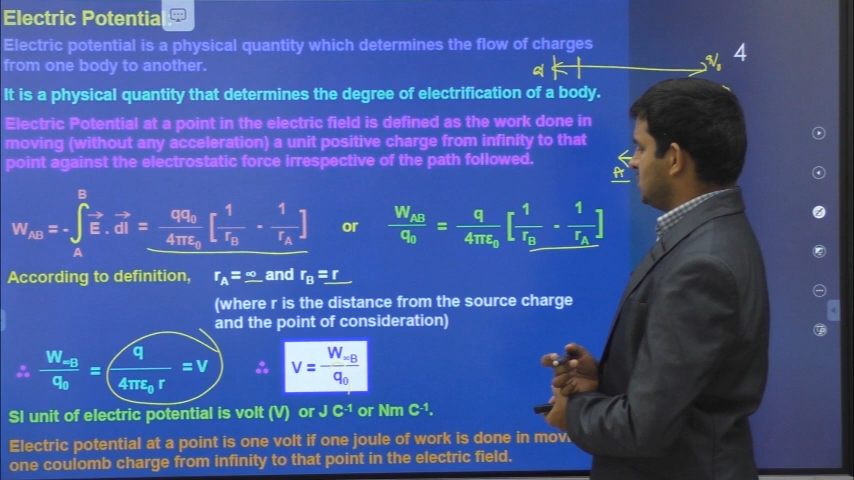 Electric Potential
Electric potential is a physical quantity which determines the flow of charges
from one body to another.
4
It is a physical quantity that determines the degree of electrification of a body.
Electric Potential at a point in the electric field is defined as the work done in
moving (without any acceleration) a unit positive charge from infinity to that
point against the electrostatic force irrespective of the path followed.
W_AB = - ∫_A^B E⃗ . dl⃗ = qq₀ / 4πε₀ [ 1/r_B - 1/r_A ] or W_AB / q₀ = q / 4πε₀ [ 1/r_B - 1/r_A ]
According to definition, r_A = ∞ and r_B = r
(where r is the distance from the source charge
and the point of consideration)
∴ W_∞B / q₀ = q / 4πε₀ r = V ∴ V = W_∞B / q₀
SI unit of electric potential is volt (V) or J C⁻¹ or Nm C⁻¹.
Electric potential at a point is one volt if one joule of work is done in mov
one coulomb charge from infinity to that point in the electric field.